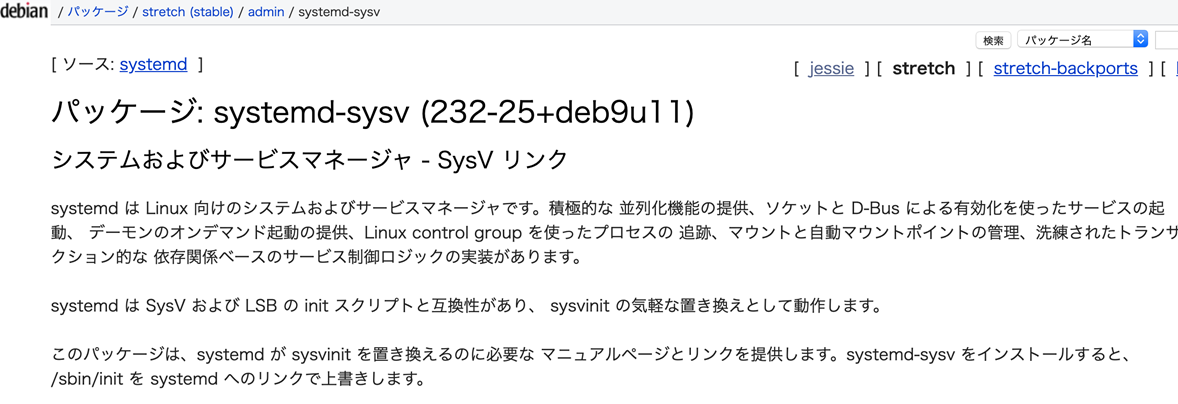 debian / パッケージ / stretch (stable) / admin / systemd-sysv
検索 パッケージ名
[ ソース: systemd ]
[ jessie ] [ stretch ] [ stretch-backports ] [
パッケージ: systemd-sysv (232-25+deb9u11)
システムおよびサービスマネージャ - SysV リンク
systemd は Linux 向けのシステムおよびサービスマネージャです。積極的な 並列化機能の提供、ソケットと D-Bus による有効化を使ったサービスの起
動、 デーモンのオンデマンド起動の提供、Linux control group を使ったプロセスの 追跡、マウントと自動マウントポイントの管理、洗練されたトランザ
クション的な 依存関係ベースのサービス制御ロジックの実装があります。
systemd は SysV および LSB の init スクリプトと互換性があり、 sysvinit の気軽な置き換えとして動作します。
このパッケージは、systemd が sysvinit を置き換えるのに必要な マニュアルページとリンクを提供します。systemd-sysv をインストールすると、
/sbin/init を systemd へのリンクで上書きします。